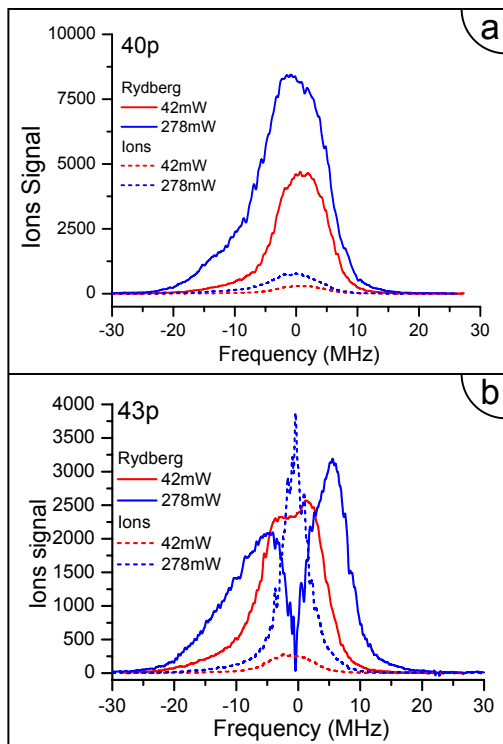 a
40p
Rydberg
42mW
278mW
Ions
42mW
278mW
Ions Signal
10000
7500
5000
2500
0
-30 -20 -10 0 10 20 30
Frequency (MHz)
b
43p
Rydberg
42mW
278mW
Ions
42mW
278mW
Ions signal
4000
3500
3000
2500
2000
1500
1000
500
0
-30 -20 -10 0 10 20 30
Frequency (MHz)